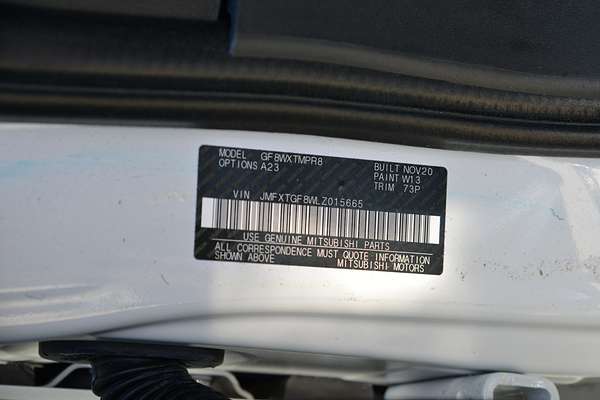 MODEL GF8WXTMPR8 BUILT NOV20
OPTIONS A23 PAINT W13
TRIM 73P
VIN JMFXTGF8WLZ015665
USE GENUINE MITSUBISHI PARTS
ALL CORRESPONDENCE MUST QUOTE INFORMATION
SHOWN ABOVE MITSUBISHI MOTORS